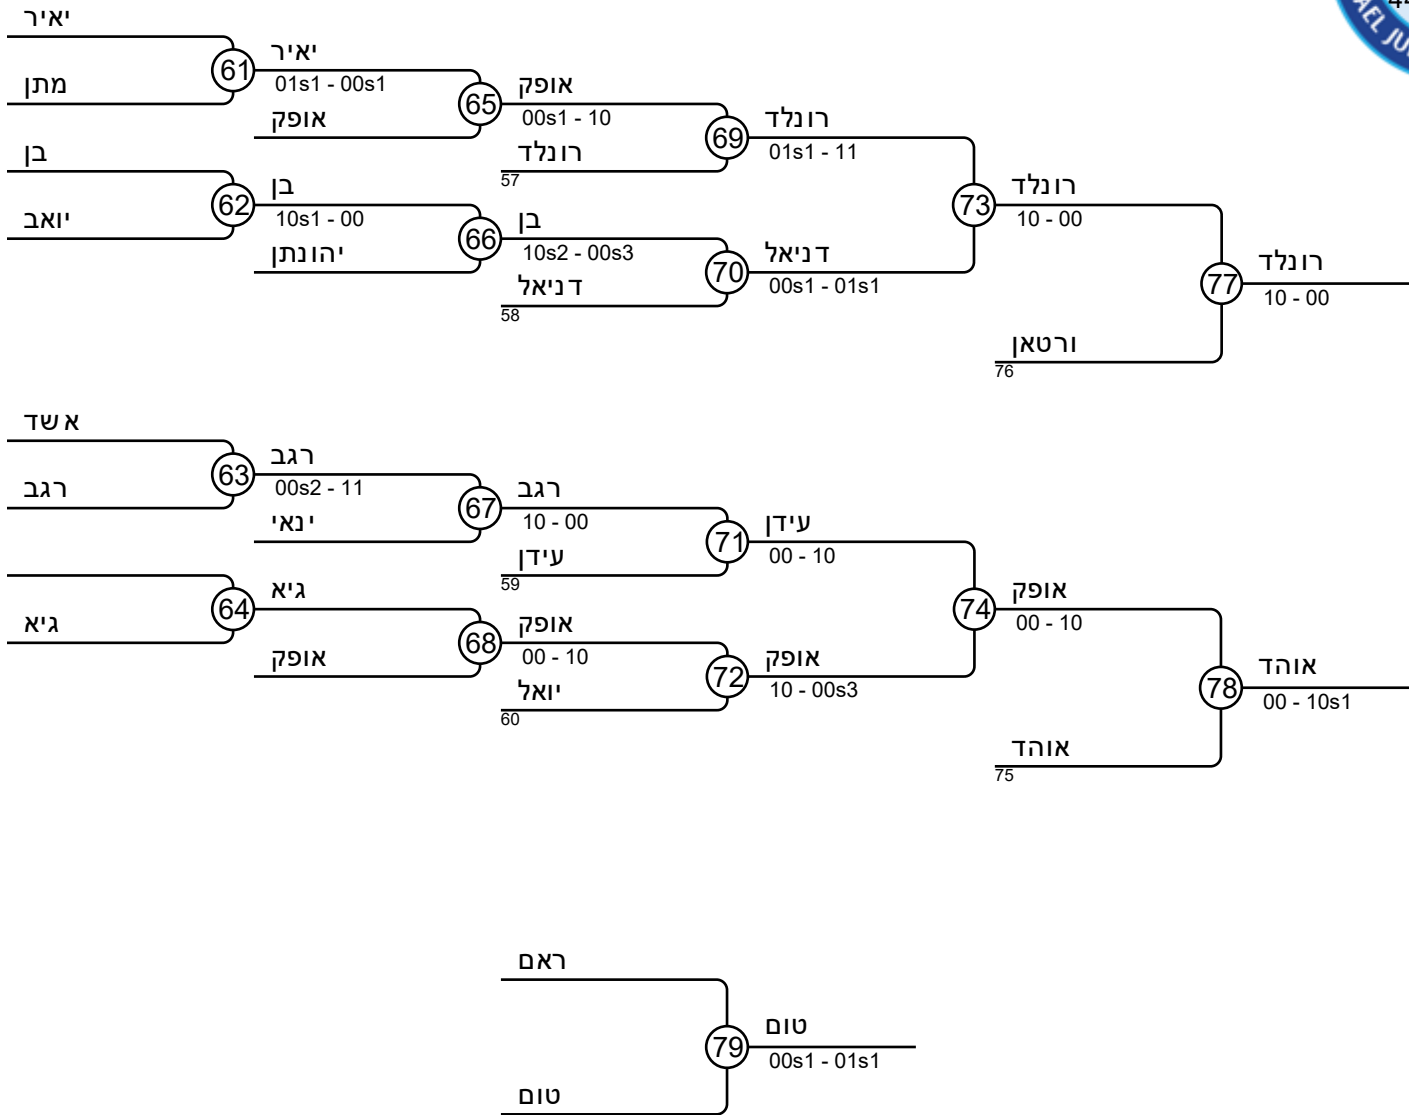 יאיר
61
יאיר
01s1 - 00s1
מתן
65
אופק
00s1 - 10
אופק
69
רונלד
01s1 - 11
רונלד
57
בן
62
בן
10s1 - 00
יואב
66
בן
10s2 - 00s3
יהונתן
70
דניאל
00s1 - 01s1
דניאל
58
73
רונלד
10 - 00
77
רונלד
10 - 00
ורטאן
76
אשד
63
רגב
00s2 - 11
רגב
67
רגב
10 - 00
ינאי
71
עידן
00 - 10
עידן
59
64
גיא
גיא
68
אופק
00 - 10
אופק
72
אופק
10 - 00s3
יואל
60
74
אופק
00 - 10
78
אוהד
00 - 10s1
אוהד
75
ראם
79
טום
00s1 - 01s1
טום